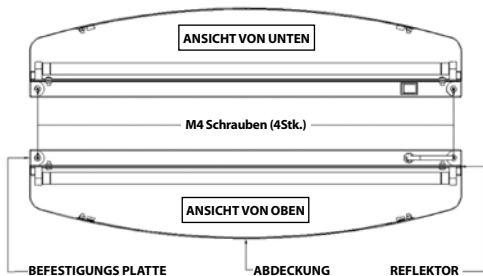 ANSICHT VON UNTEN
M4 Schrauben (4Stk.)
ANSICHT VON OBEN
BEFESTIGUNGS PLATTE
ABDECKUNG
REFLEKTOR